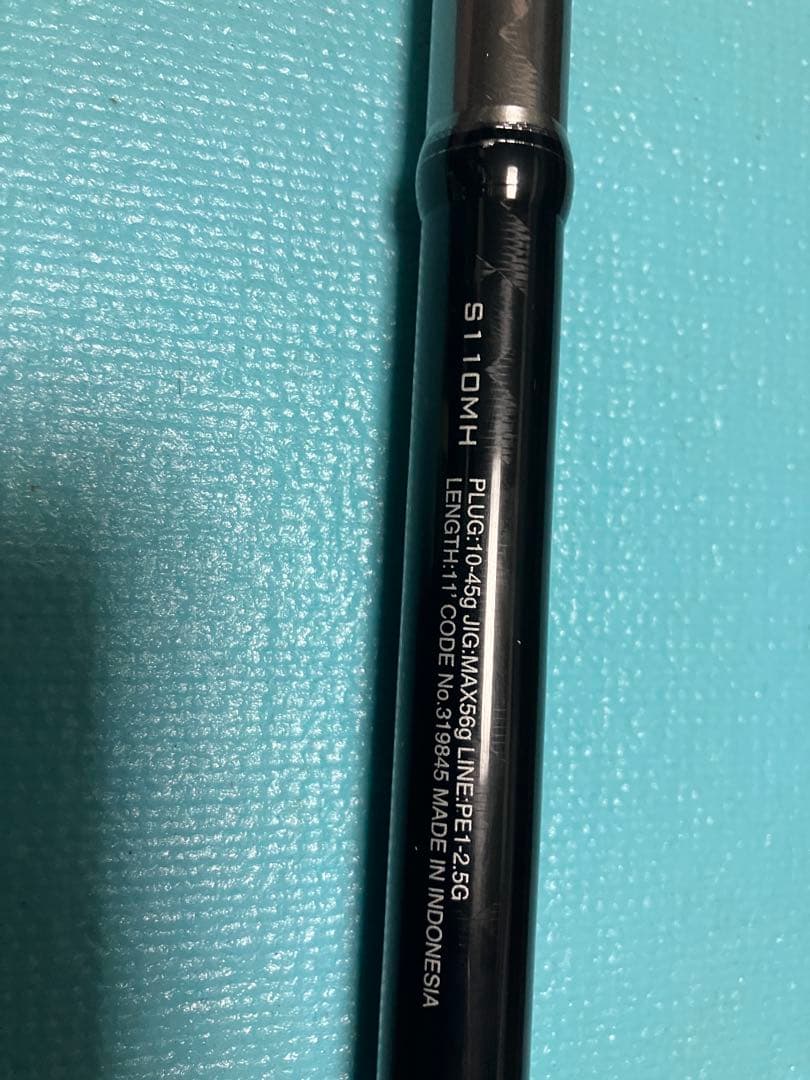 S110MH
PLUG:10-45g JIG:MAX56g LINE:PE1-2.5G
LENGTH:11' CODE No.319845 MADE IN INDONESIA